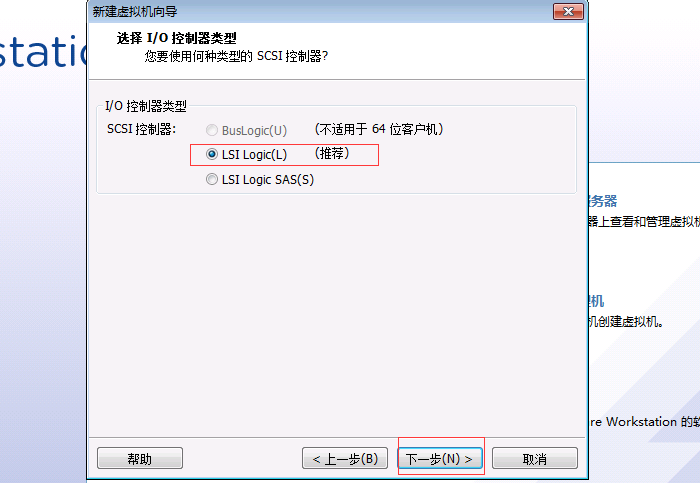 新建虚拟机向导
选择 I/O 控制器类型
您要使用何种类型的 SCSI 控制器?
I/O 控制器类型
SCSI 控制器:
BusLogic(U) (不适用于 64 位客户机)
LSI Logic(L) (推荐)
LSI Logic SAS(S)
帮助
< 上一步(B)
下一步(N) >
取消
static
务器
器上查看和管理虚拟机
机
机创建虚拟机。
re Workstation 的